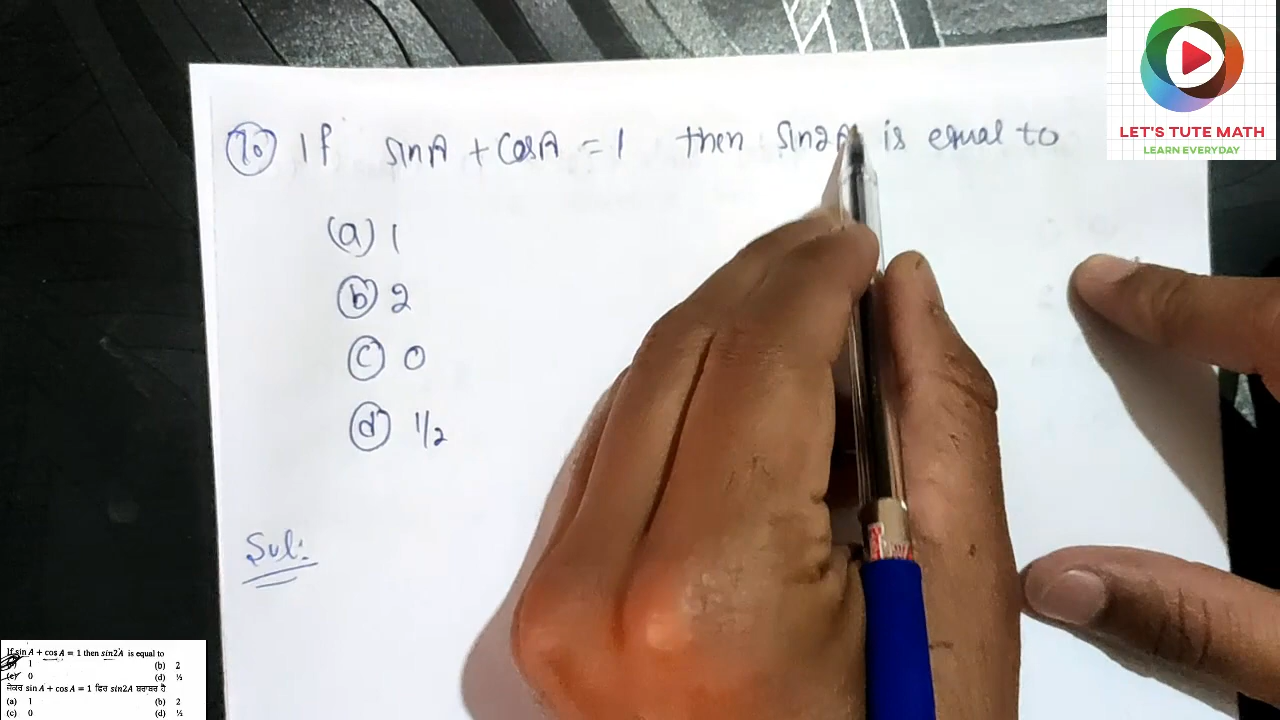 LET'S TUTE MATH
LEARN EVERYDAY
10 If sinA + CosA = 1 then sin2A is equal to
(a) 1
(b) 2
(c) 0
(d) 1/2
Sol:
If sin A + cos A = 1 then sin2A is equal to
1 (b) 2
(c) 0 (d) ½
ਜੇਕਰ sin A + cos A = 1 ਫਿਰ sin2A ਬਰਾਬਰ ਹੈ
(a) 1 (b) 2
(c) 0 (d) ½